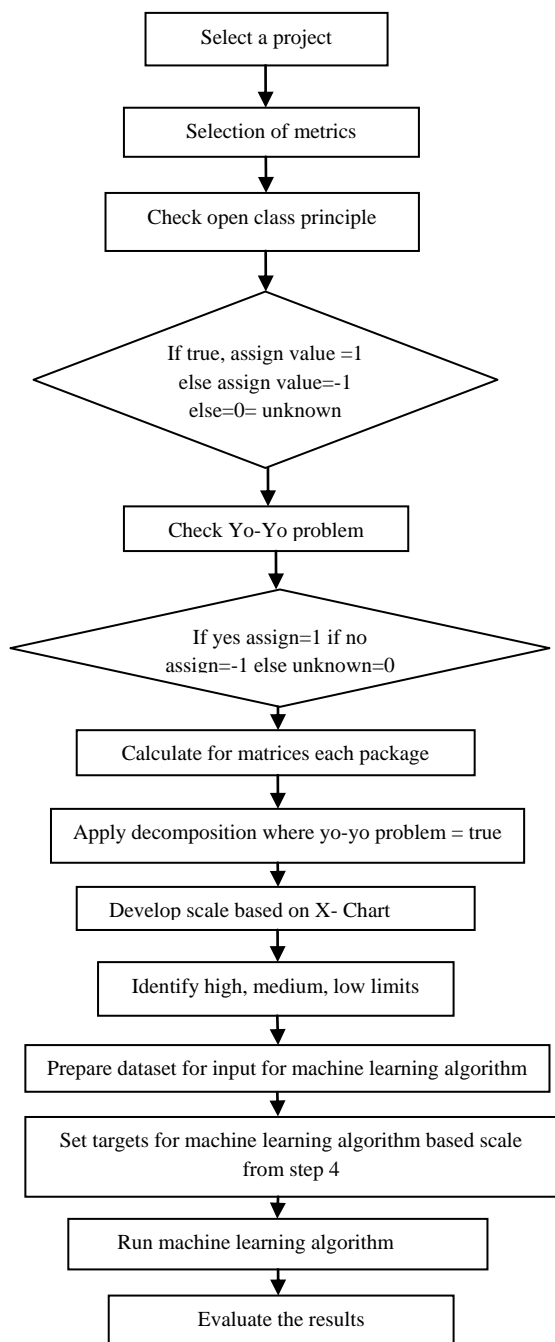 Select a project
Selection of metrics
Check open class principle
If true, assign value =1
else assign value=-1
else=0= unknown
Check Yo-Yo problem
If yes assign=1 if no
assign=-1 else unknown=0
Calculate for matrices each package
Apply decomposition where yo-yo problem = true
Develop scale based on X- Chart
Identify high, medium, low limits
Prepare dataset for input for machine learning algorithm
Set targets for machine learning algorithm based scale
from step 4
Run machine learning algorithm
Evaluate the results